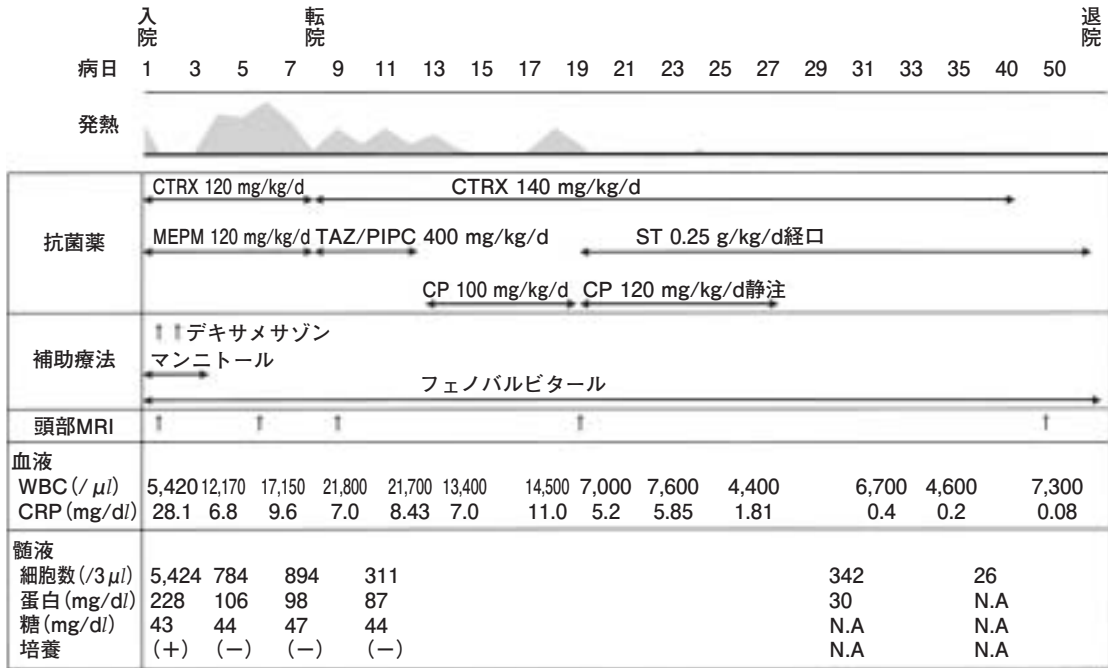 入院 転院 退院
病日 1 3 5 7 9 11 13 15 17 19 21 23 25 27 29 31 33 35 40 50
発熱
抗菌薬
CTRX 120 mg/kg/d CTRX 140 mg/kg/d
MEPM 120 mg/kg/d TAZ/PIPC 400 mg/kg/d ST 0.25 g/kg/d経口
CP 100 mg/kg/d CP 120 mg/kg/d静注
補助療法
↑ ↑デキサメサゾン
マンニトール
フェノバルビタール
頭部MRI ↑ ↑ ↑ ↑ ↑
血液
WBC(/μl) 5,420 12,170 17,150 21,800 21,700 13,400 14,500 7,000 7,600 4,400 6,700 4,600 7,300
CRP(mg/dl) 28.1 6.8 9.6 7.0 8.43 7.0 11.0 5.2 5.85 1.81 0.4 0.2 0.08
髄液
細胞数(/3μl) 5,424 784 894 311 342 26
蛋白(mg/dl) 228 106 98 87 30 N.A
糖(mg/dl) 43 44 47 44 N.A N.A
培養 (+) (−) (−) (−) N.A N.A